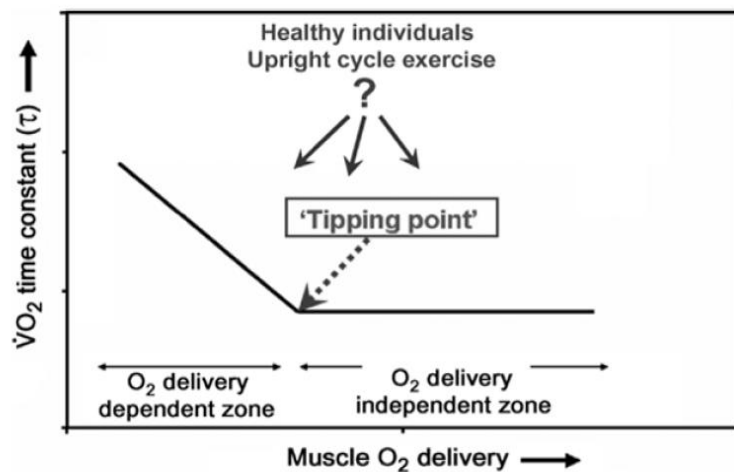 Healthy individuals
Upright cycle exercise
?
'Tipping point'
V̇O₂ time constant (τ)
O₂ delivery
dependent zone
O₂ delivery
independent zone
Muscle O₂ delivery